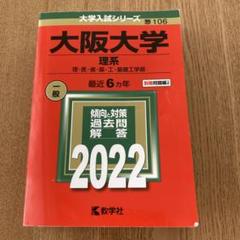 大学入試シリーズ
106
大阪大学
理系
理・医・歯・薬・工・基礎工学部
一般
最近6カ年
別冊問題編
傾向と対策
過去問
解答
2022
教学社